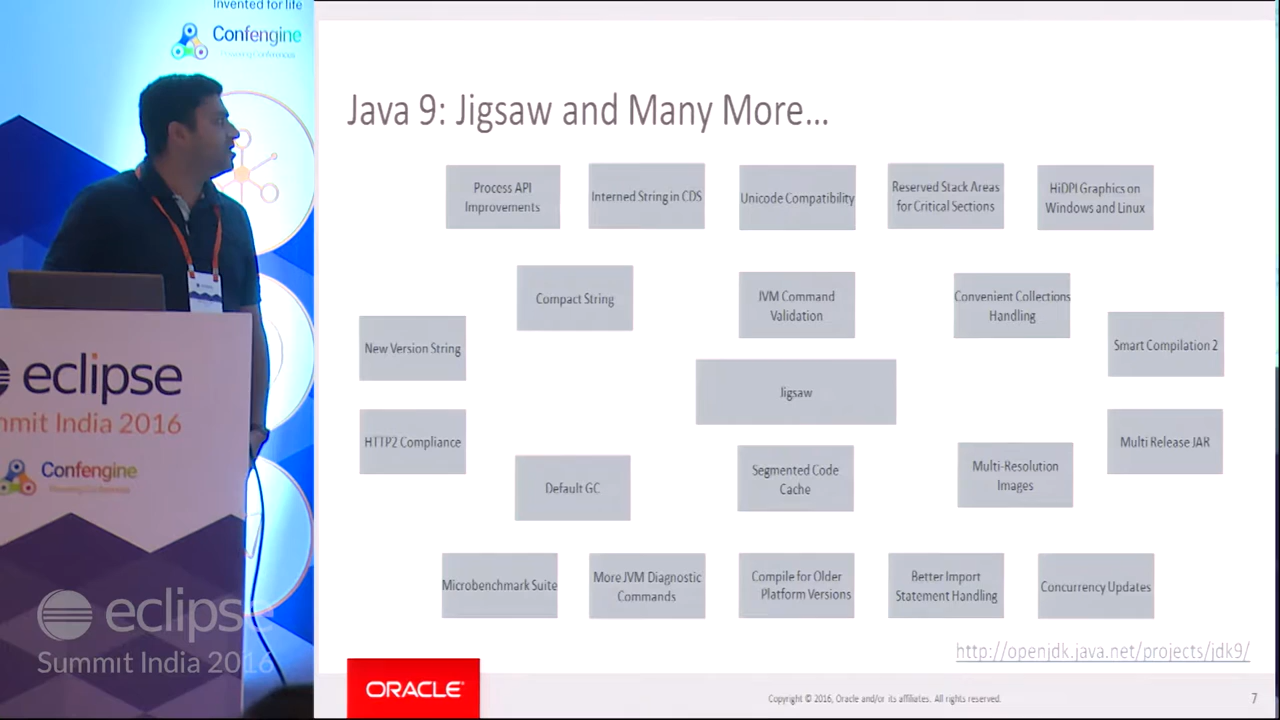 Invented for life
Confengine
Java 9: Jigsaw and Many More...
Process API
Improvements
Interned String in CDS
Unicode Compatibility
Reserved Stack Areas
for Critical Sections
HiDPI Graphics on
Windows and Linux
Compact String
JVM Command
Validation
Convenient Collections
Handling
New Version String
Smart Compilation 2
Jigsaw
HTTP2 Compliance
Multi Release JAR
Default GC
Segmented Code
Cache
Multi-Resolution
Images
Microbenchmark Suite
More JVM Diagnostic
Commands
Compile for Older
Platform Versions
Better Import
Statement Handling
Concurrency Updates
http://openjdk.java.net/projects/jdk9/
ORACLE
Copyright © 2016, Oracle and/or its affiliates. All rights reserved.
7
eclipse
mmit India 2016
Confengine
eclipse
Summit India 2016